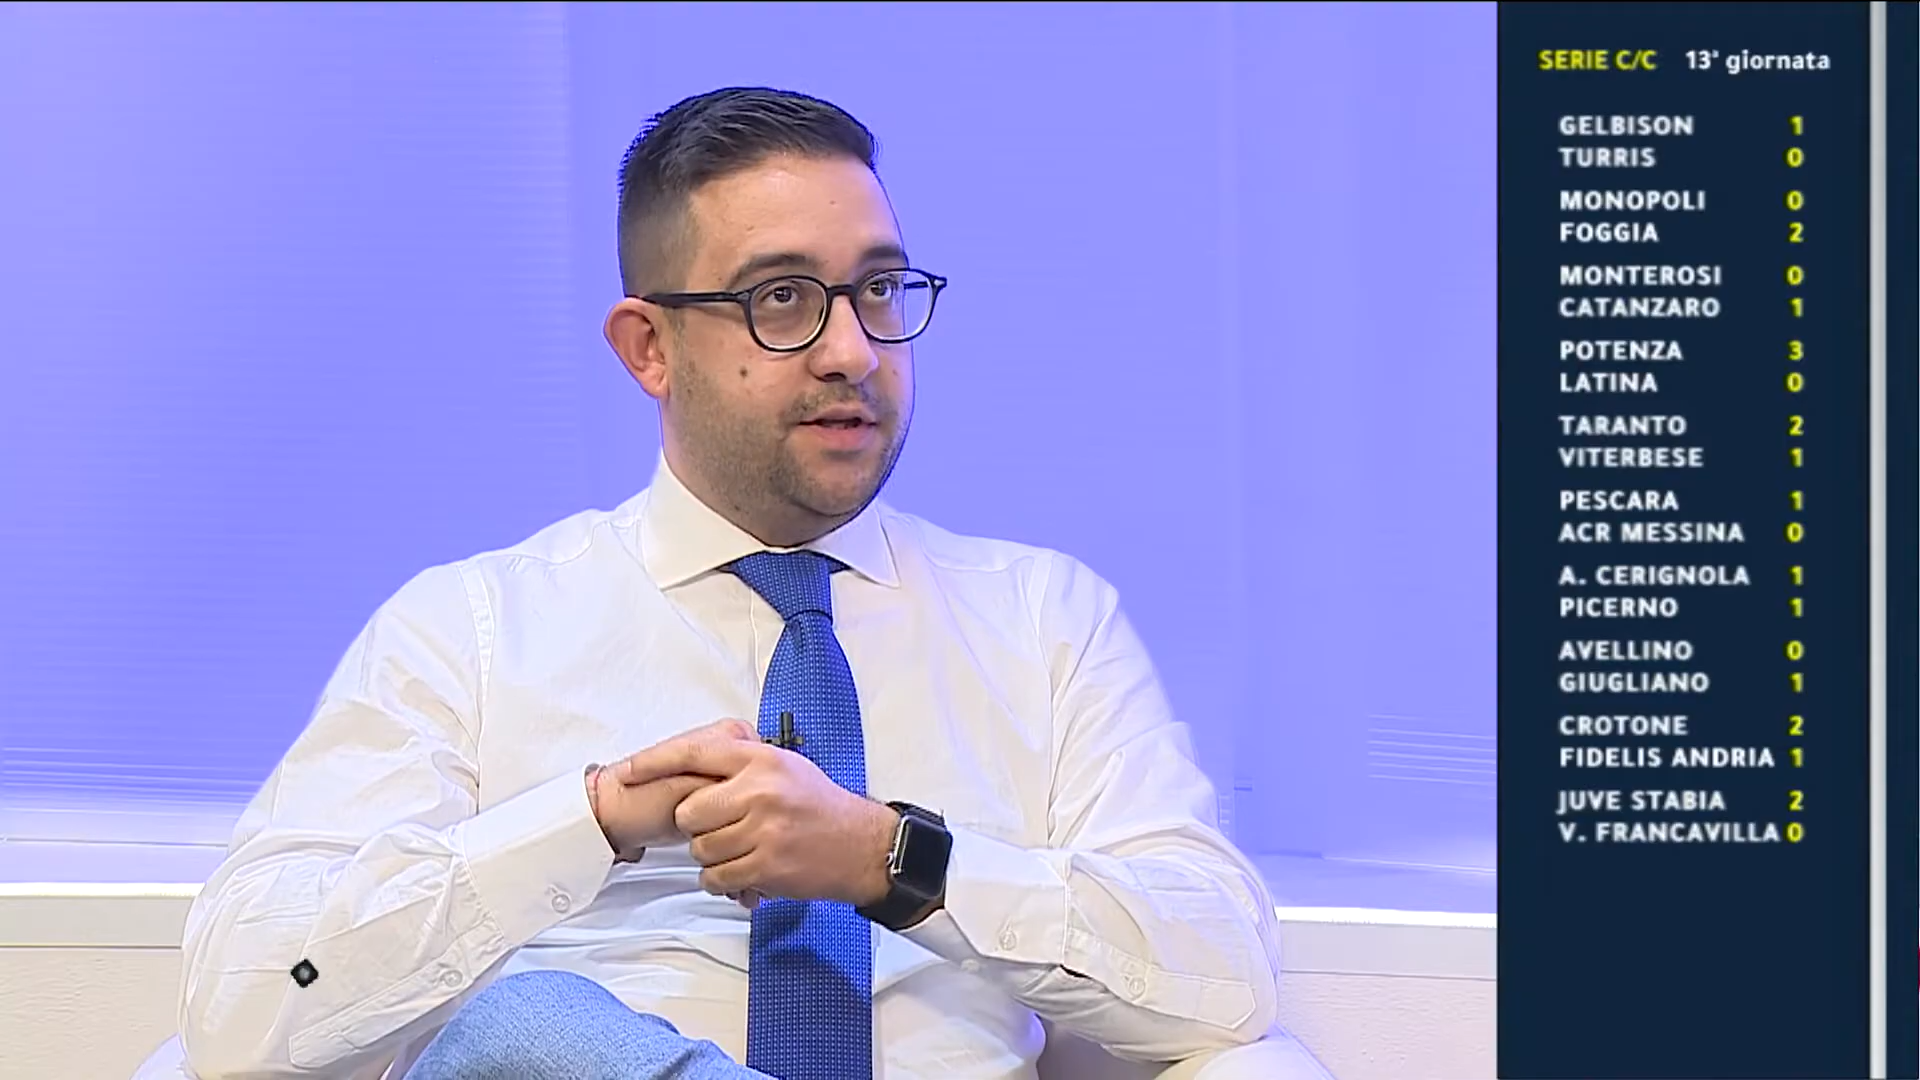 SERIE C/C 13ª giornata
GELBISON 1
TURRIS 0
MONOPOLI 0
FOGGIA 2
MONTEROSI 0
CATANZARO 1
POTENZA 3
LATINA 0
TARANTO 2
VITERBESE 1
PESCARA 1
ACR MESSINA 0
A. CERIGNOLA 1
PICERNO 1
AVELLINO 0
GIUGLIANO 1
CROTONE 2
FIDELIS ANDRIA 1
JUVE STABIA 2
V. FRANCAVILLA 0